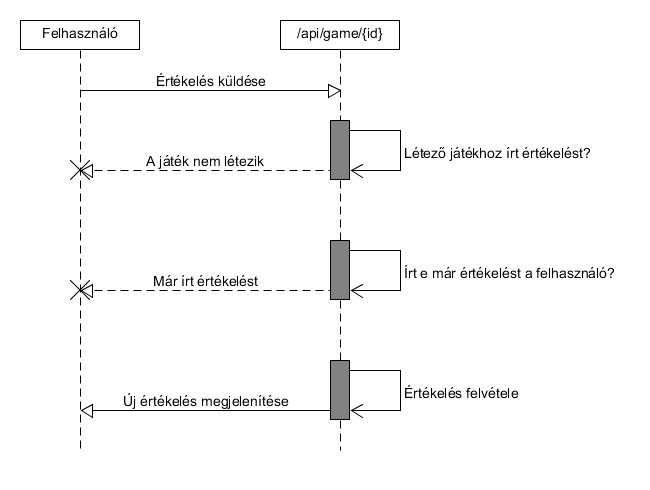 Felhasználó
/api/game/{id}
Értékelés küldése
Létező játékhoz írt értékelést?
A játék nem létezik
Írt e már értékelést a felhasználó?
Már írt értékelést
Értékelés felvétele
Új értékelés megjelenítése